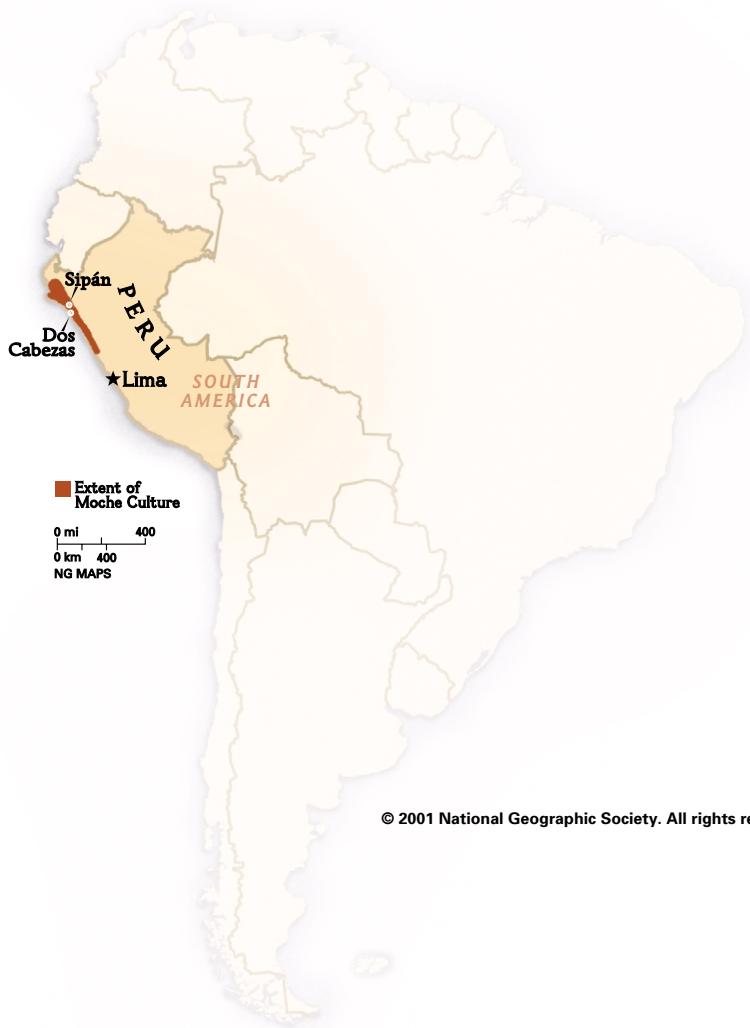 Sipán
PERU
Dos
Cabezas
Lima
SOUTH
AMERICA
Extent of
Moche Culture
0 mi 400
0 km 400
NG MAPS
© 2001 National Geographic Society. All rights re